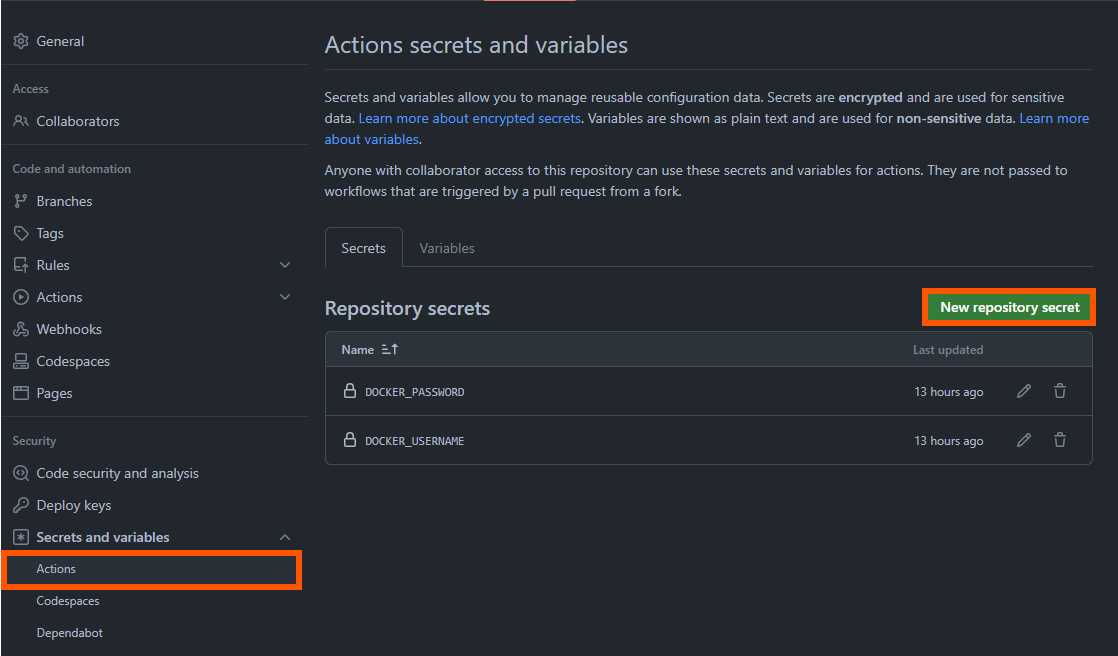 General
Access
Collaborators
Code and automation
Branches
Tags
Rules
Actions
Webhooks
Codespaces
Pages
Security
Code security and analysis
Deploy keys
Secrets and variables
Actions
Codespaces
Dependabot
Actions secrets and variables
Secrets and variables allow you to manage reusable configuration data. Secrets are encrypted and are used for sensitive
data. Learn more about encrypted secrets. Variables are shown as plain text and are used for non-sensitive data. Learn more
about variables.
Anyone with collaborator access to this repository can use these secrets and variables for actions. They are not passed to
workflows that are triggered by a pull request from a fork.
Secrets Variables
Repository secrets New repository secret
Name Last updated
DOCKER_PASSWORD 13 hours ago
DOCKER_USERNAME 13 hours ago